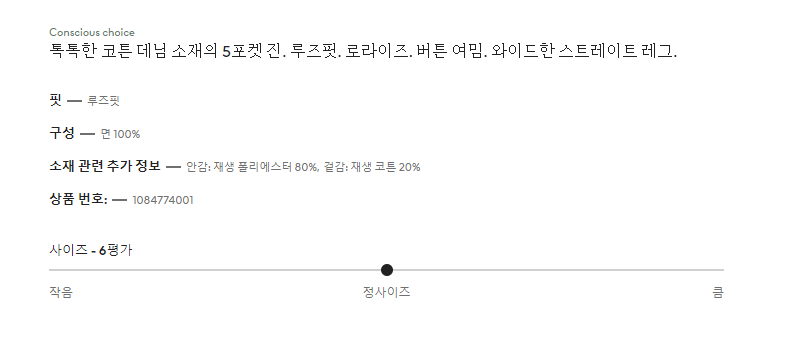 Conscious choice
톡톡한 코튼 데님 소재의 5포켓 진. 루즈핏. 로라이즈. 버튼 여밈. 와이드한 스트레이트 레그.
핏 — 루즈핏
구성 — 면 100%
소재 관련 추가 정보 — 안감: 재생 폴리에스터 80%, 겉감: 재생 코튼 20%
상품 번호: — 1084774001
사이즈 - 6평가
작음 정사이즈 큼